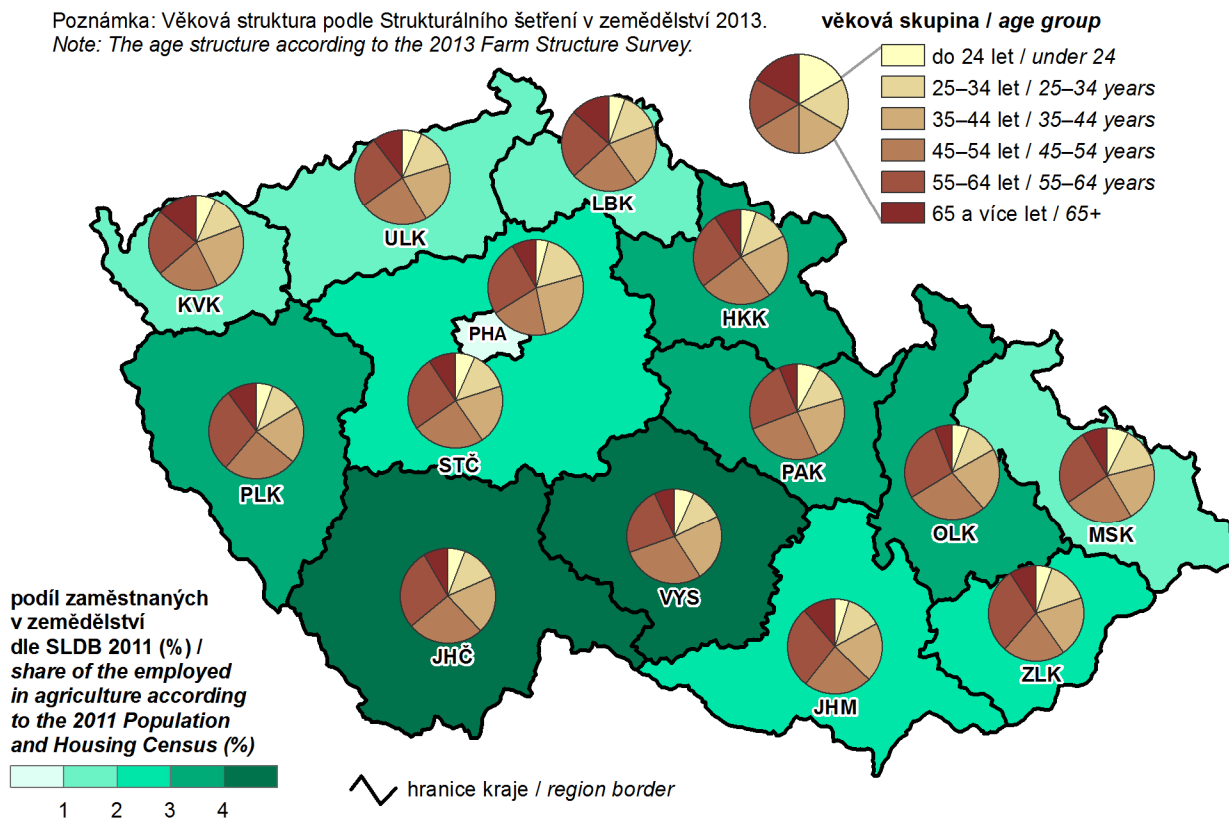 Poznámka: Věková struktura podle Strukturálního šetření v zemědělství 2013.
Note: The age structure according to the 2013 Farm Structure Survey.
věková skupina / age group
do 24 let / under 24
25–34 let / 25–34 years
35–44 let / 35–44 years
45–54 let / 45–54 years
55–64 let / 55–64 years
65 a více let / 65+
LBK
ULK
KVK
HKK
PHA
STČ
PAK
PLK
OLK
MSK
VYS
JHČ
ZLK
JHM
podíl zaměstnaných
v zemědělství
dle SLDB 2011 (%) /
share of the employed
in agriculture according
to the 2011 Population
and Housing Census (%)
1 2 3 4
hranice kraje / region border